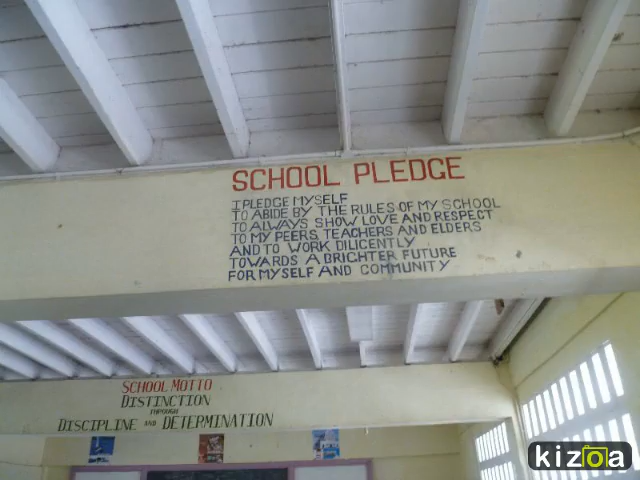 SCHOOL PLEDGE
I PLEDGE MYSELF
TO ABIDE BY THE RULES OF MY SCHOOL
TO ALWAYS SHOW LOVE AND RESPECT
TO MY PEERS, TEACHERS AND ELDERS
AND TO WORK DILICENTLY
TOWARDS A BRIGHTER FUTURE
FOR MYSELF AND COMMUNITY
SCHOOL MOTTO
DISTINCTION
THROUGH
DISCIPLINE AND DETERMINATION
kizoa